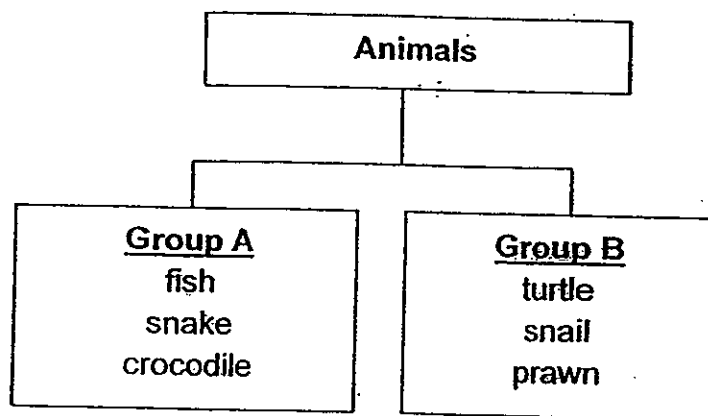 Animals
Group A
fish
snake
crocodile
Group B
turtle
snail
prawn